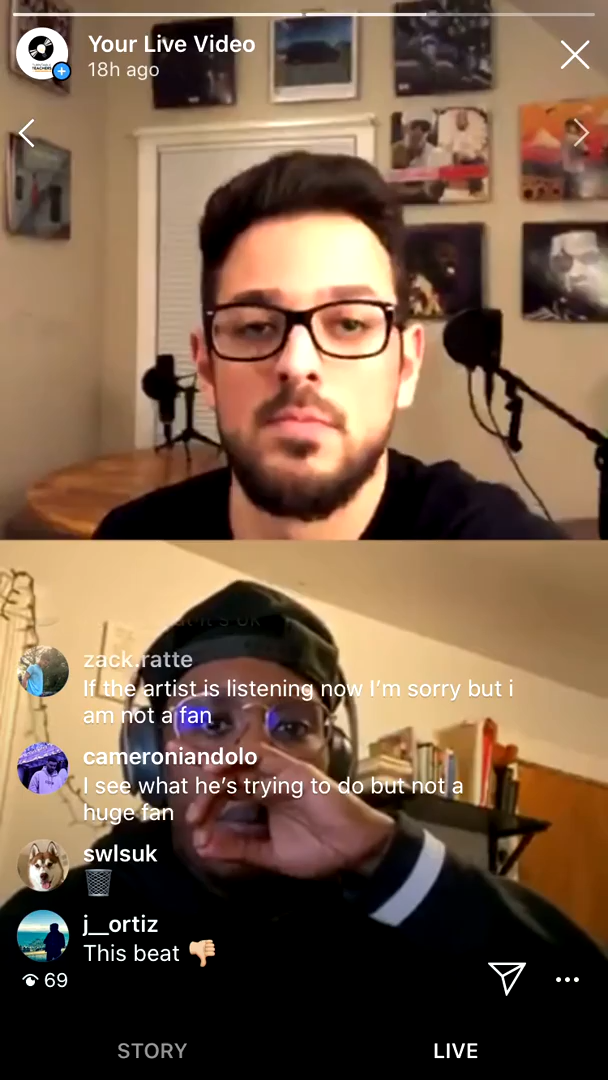 Your Live Video
18h ago
TEACHERS
zack.ratte
If the artist is listening now I'm sorry but i
am not a fan
cameroniandolo
I see what he's trying to do but not a
huge fan
swlsuk
🗑️
j__ortiz
This beat 👎🏼
69
STORY
LIVE